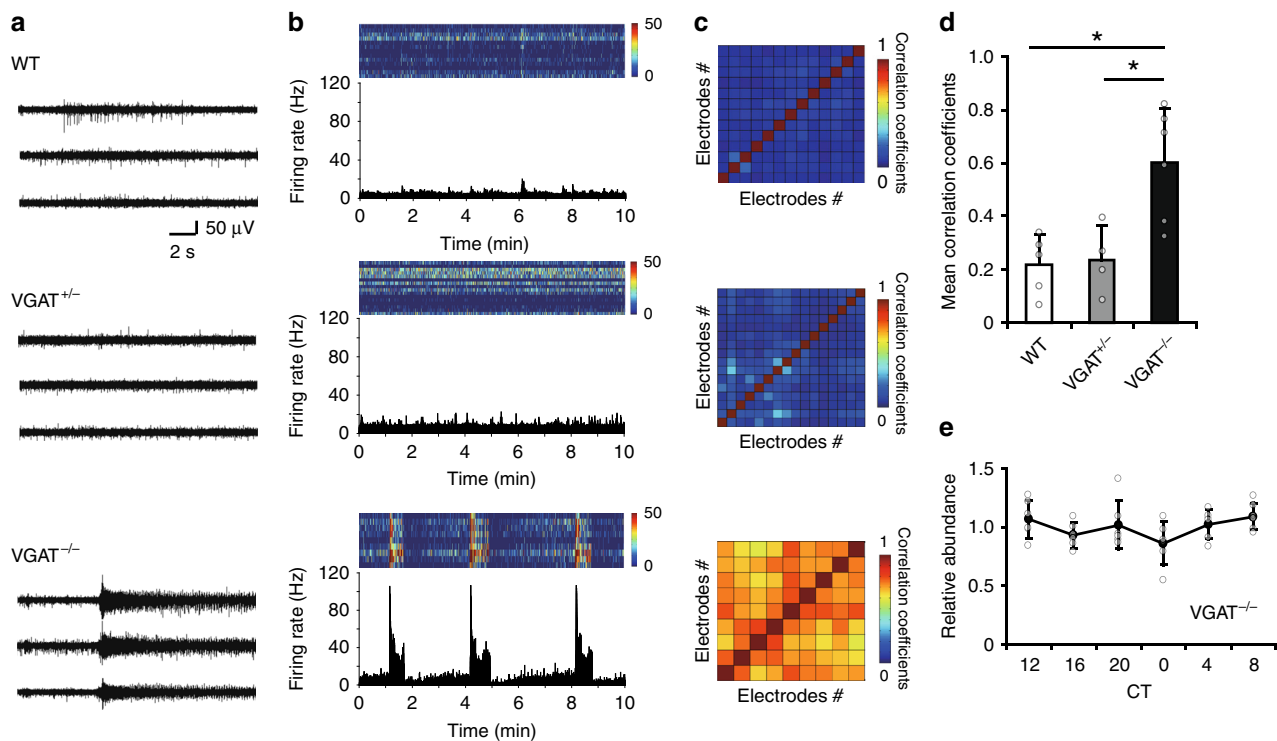 a
WT
50 μV
2 s
VGAT+/–
VGAT–/–
b
50
0
Firing rate (Hz)
120
80
40
0
0 2 4 6 8 10
Time (min)
50
0
Firing rate (Hz)
120
80
40
0
0 2 4 6 8 10
Time (min)
50
0
Firing rate (Hz)
120
80
40
0
0 2 4 6 8 10
Time (min)
c
Electrodes #
Electrodes #
1
0
Correlation coefficients
Electrodes #
Electrodes #
1
0
Correlation coefficients
Electrodes #
Electrodes #
1
0
Correlation coefficients
d
*
*
Mean correlation coefficients
1.0
0.8
0.6
0.4
0.2
0
WT
VGAT+/–
VGAT–/–
e
Relative abundance
1.5
1.0
0.5
0
VGAT–/–
12 16 20 0 4 8
CT